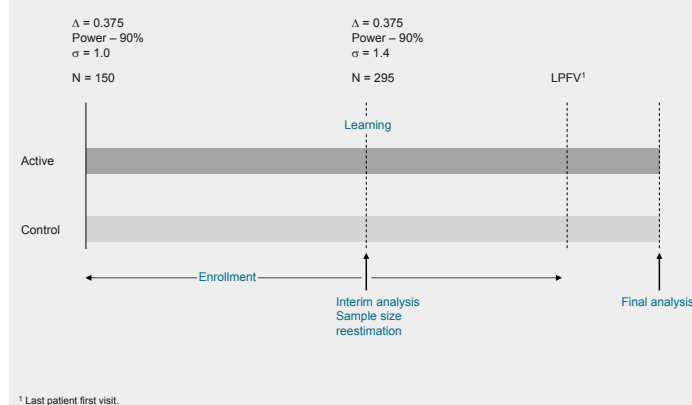 Δ = 0.375
Power – 90%
σ = 1.0
N = 150
Δ = 0.375
Power – 90%
σ = 1.4
N = 295
LPFV¹
Learning
Active
Control
Enrollment
Interim analysis
Sample size
reestimation
Final analysis
¹ Last patient first visit.